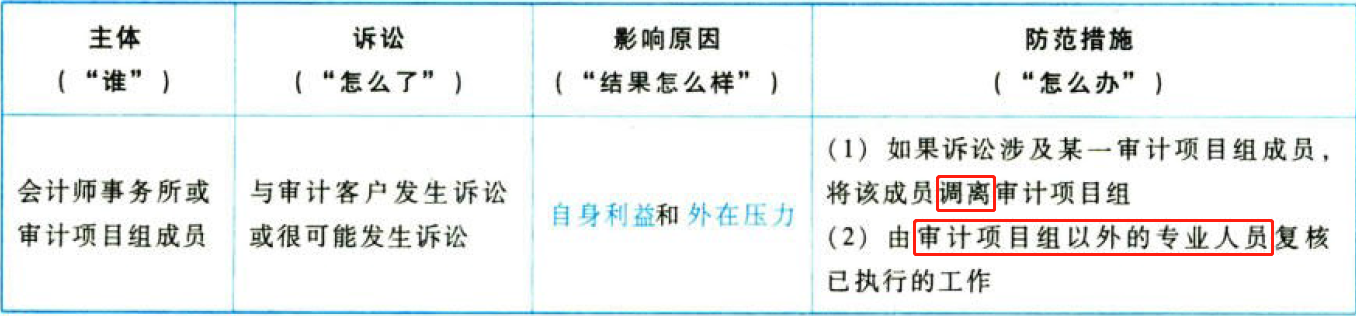 主体
（“谁”）
诉讼
（“怎么了”）
影响原因
（“结果怎么样”）
防范措施
（“怎么办”）
会计师事务所或
审计项目组成员
与审计客户发生诉讼
或很可能发生诉讼
自身利益和外在压力
（1）如果诉讼涉及某一审计项目组成员，
将该成员调离审计项目组
（2）由审计项目组以外的专业人员复核
已执行的工作